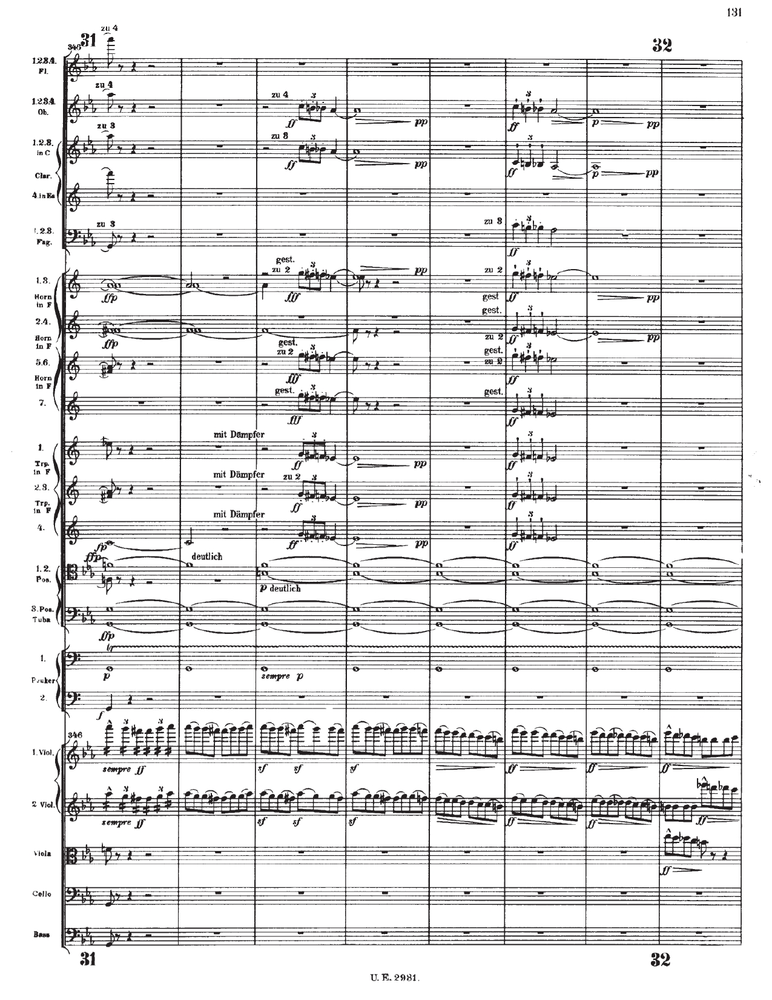 131
zu 4
31
32
346
1.2.3.4.
Fl.
zu 4
zu 4
1.2.3.4.
Ob.
3
3
ff
pp
ff
p
pp
zu 3
zu 3
1.2.3.
in C
3
3
ff
pp
ff
p
pp
Clar.
4. in Es
zu 3
zu 3
1.2.3.
Fag.
3
ff
gest.
zu 2
pp
zu 2
1.3.
3
3
ffp
fff
gest
ff
pp
Horn
in F
gest.
2.4.
3
ffp
zu 2
ff
pp
Horn
in F
gest.
zu 2
gest.
zu 2
5.6.
3
3
fff
ff
Horn
in F
gest.
gest.
7.
3
3
fff
ff
mit Dämpfer
1.
3
3
ff
pp
ff
Trp.
in F
mit Dämpfer
zu 2
2.3.
3
3
ff
pp
ff
Trp.
in F
mit Dämpfer
4.
3
3
fp
ff
pp
ff
ffp
deutlich
1. 2.
Pos.
p deutlich
3. Pos.
Tuba
ffp
tr
1.
p
sempre p
Pauken
2.
f
346
3
3
1. Viol.
sempre ff
sf
sf
sf
ff
ff
ff
3
3
2 Viol.
sempre ff
sf
sf
sf
ff
ff
ff
Viola
ff
Cello
Bass
31
32
U. E. 2931.